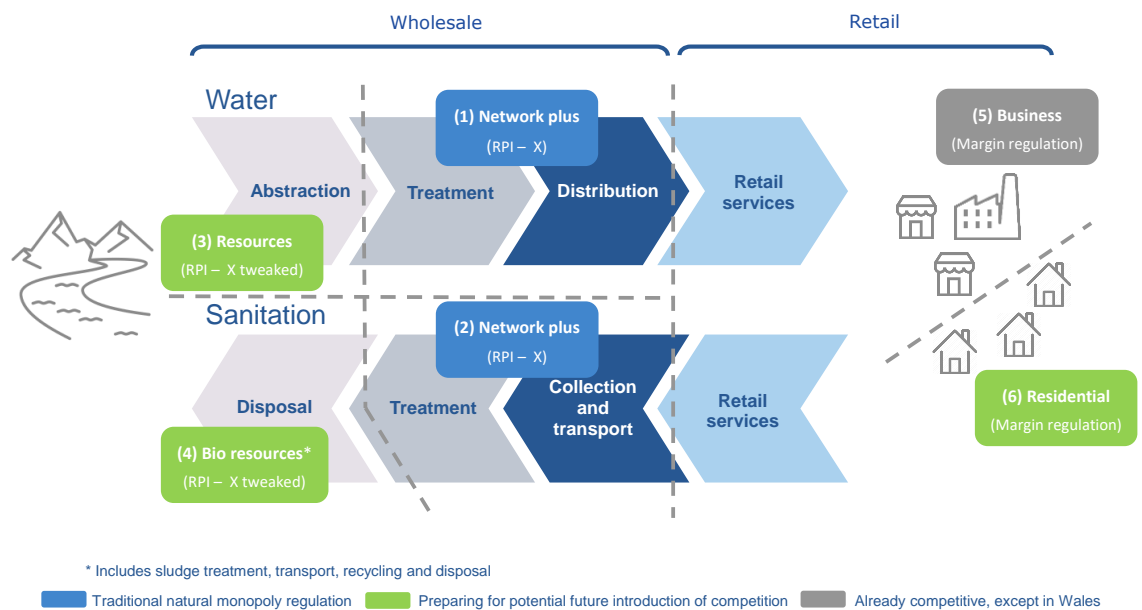 Wholesale
Retail
Water
(1) Network plus
(RPI – X)
(5) Business
(Margin regulation)
Abstraction
Treatment
Distribution
Retail
services
(3) Resources
(RPI – X tweaked)
Sanitation
(2) Network plus
(RPI – X)
Disposal
Treatment
Collection
and
transport
Retail
services
(6) Residential
(Margin regulation)
(4) Bio resources*
(RPI – X tweaked)
* Includes sludge treatment, transport, recycling and disposal
Traditional natural monopoly regulation
Preparing for potential future introduction of competition
Already competitive, except in Wales